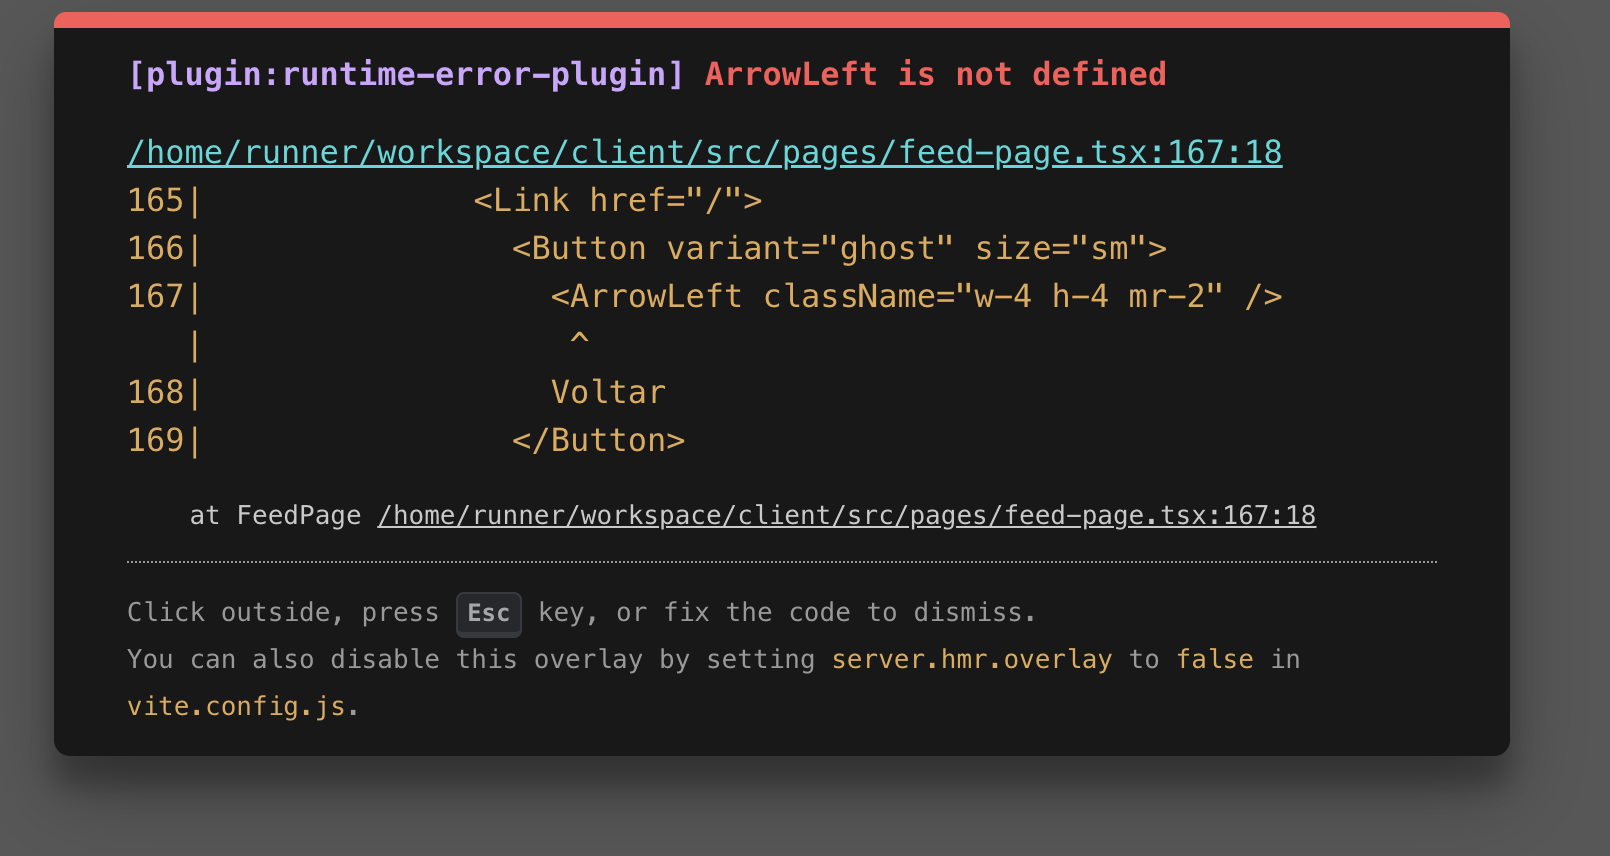 [plugin:runtime-error-plugin] ArrowLeft is not defined
/home/runner/workspace/client/src/pages/feed-page.tsx:167:18
165|              <Link href="/">
166|                <Button variant="ghost" size="sm">
167|                  <ArrowLeft className="w-4 h-4 mr-2" />
   |                   ^
168|                  Voltar
169|                </Button>
at FeedPage /home/runner/workspace/client/src/pages/feed-page.tsx:167:18
Click outside, press Esc key, or fix the code to dismiss.
You can also disable this overlay by setting server.hmr.overlay to false in
vite.config.js.